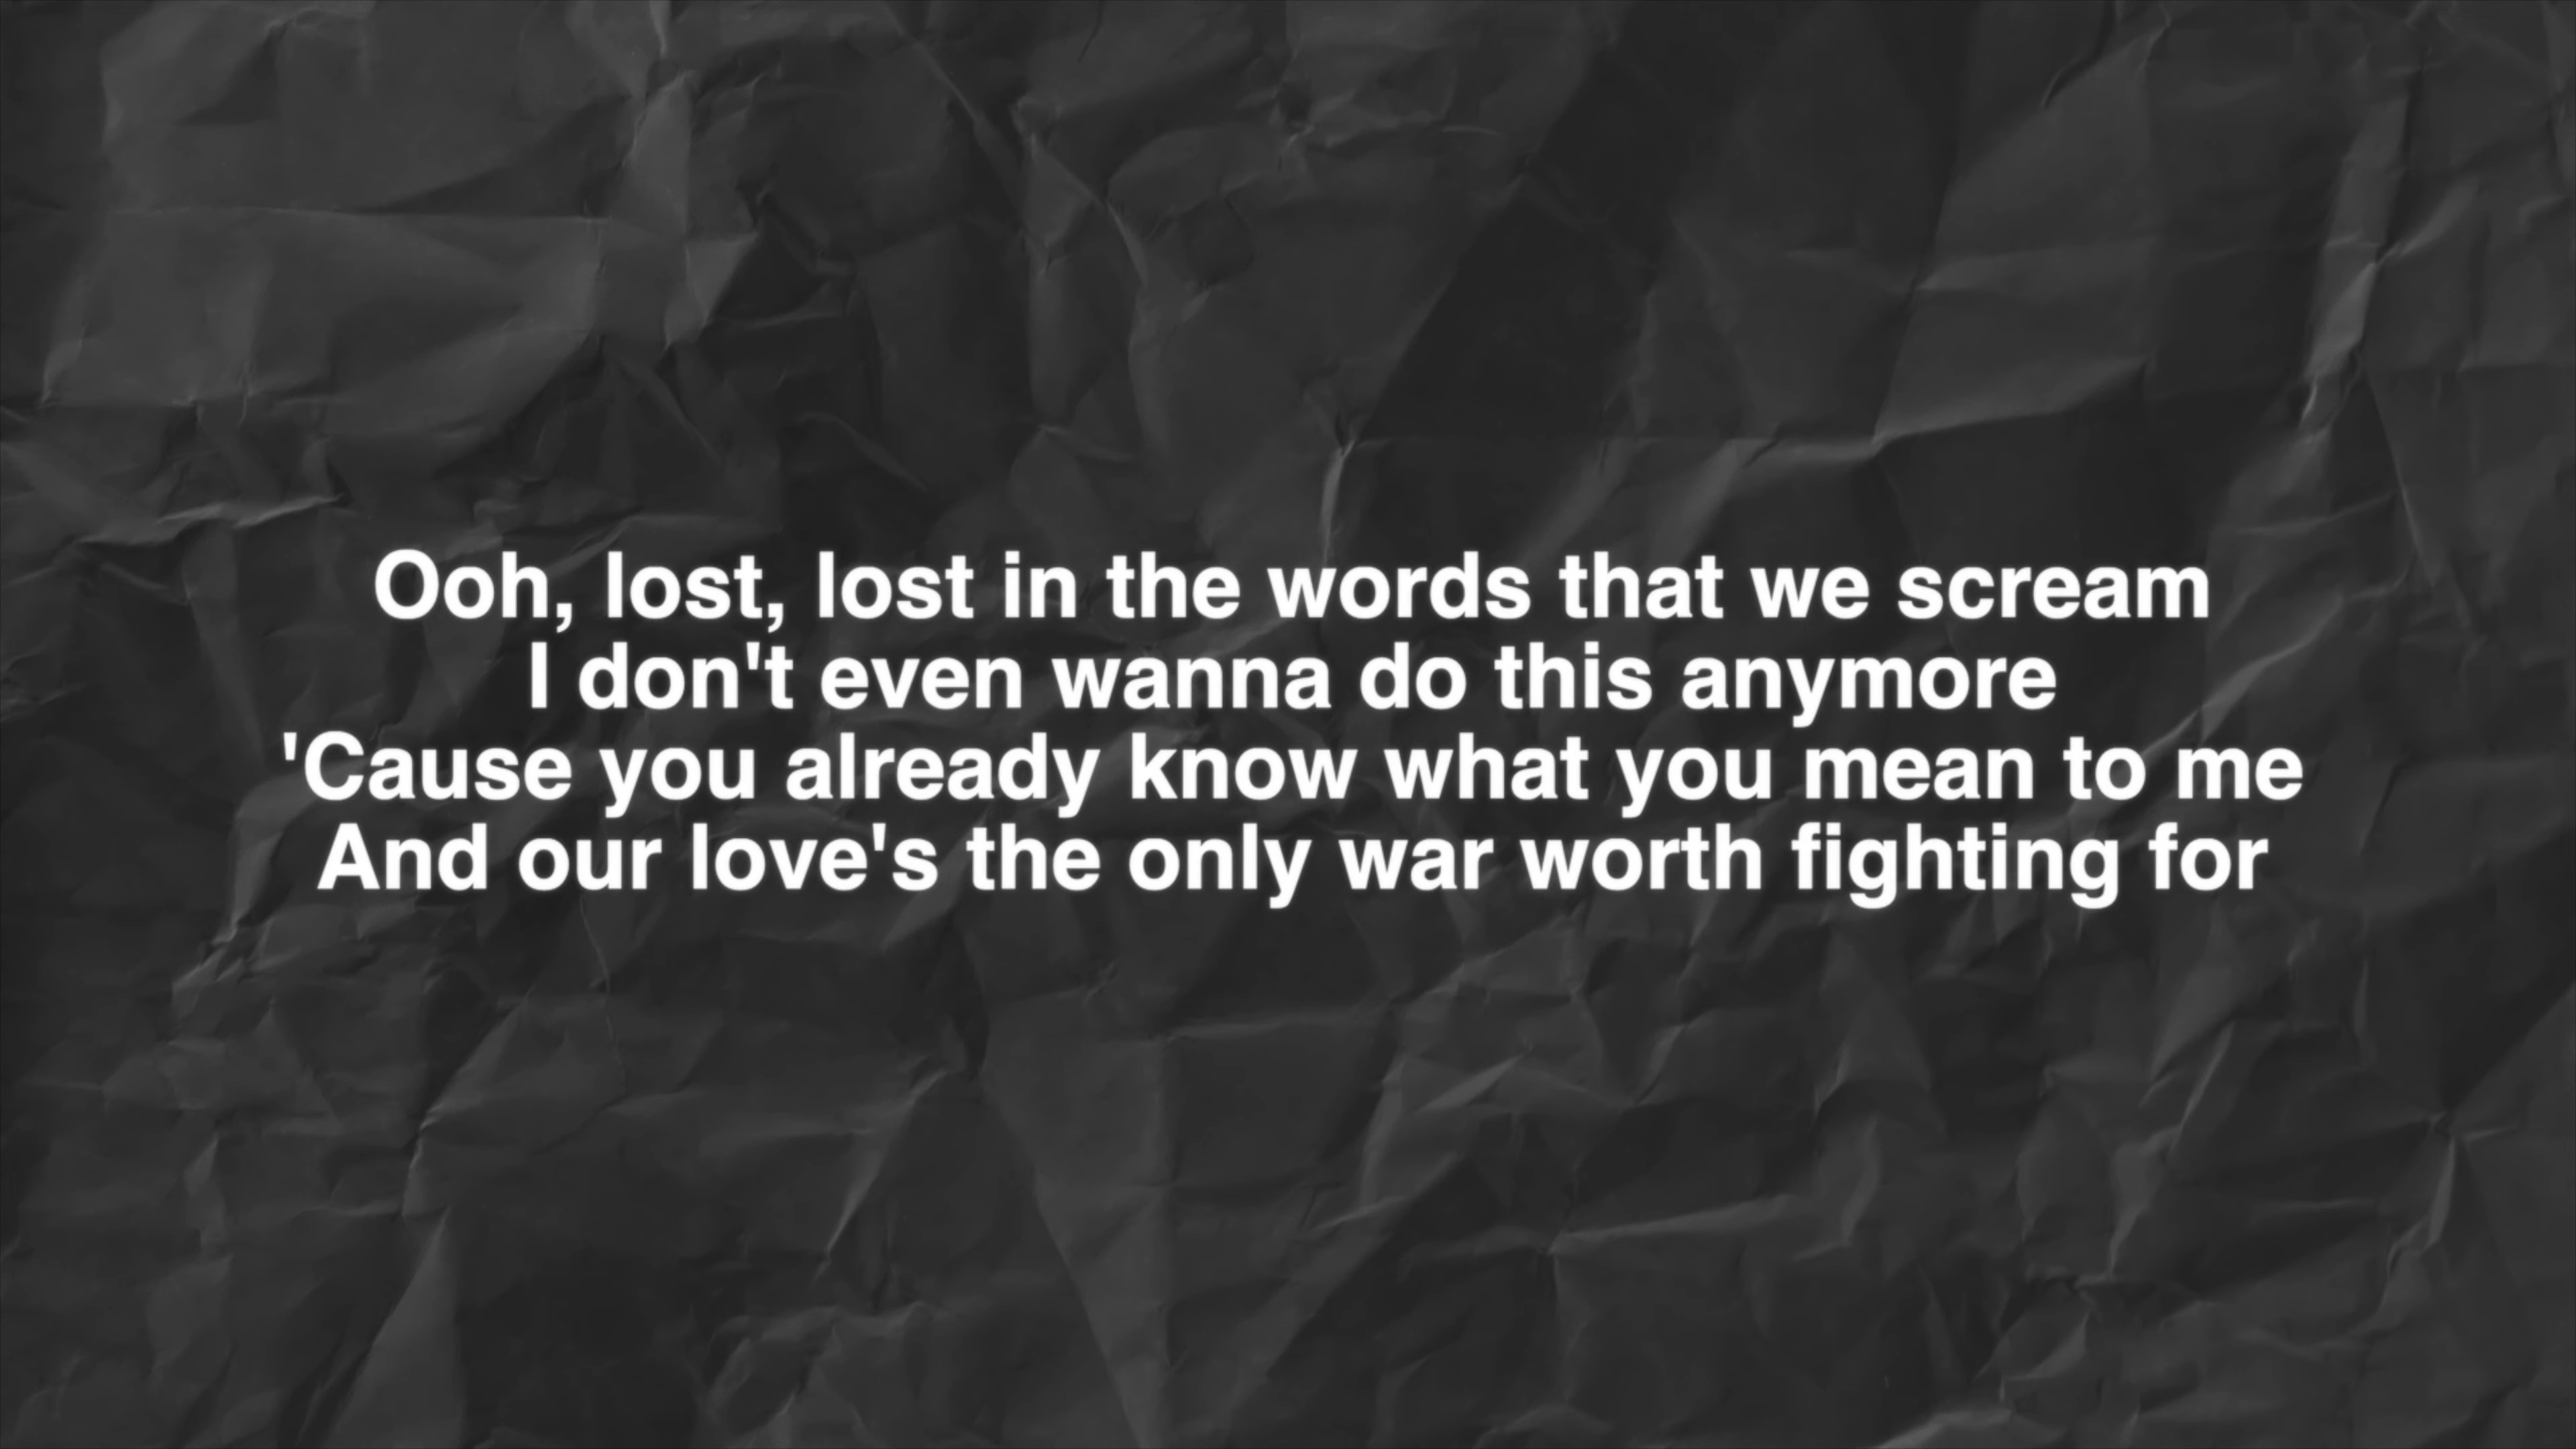 Ooh, lost, lost in the words that we scream
I don't even wanna do this anymore
'Cause you already know what you mean to me
And our love's the only war worth fighting for